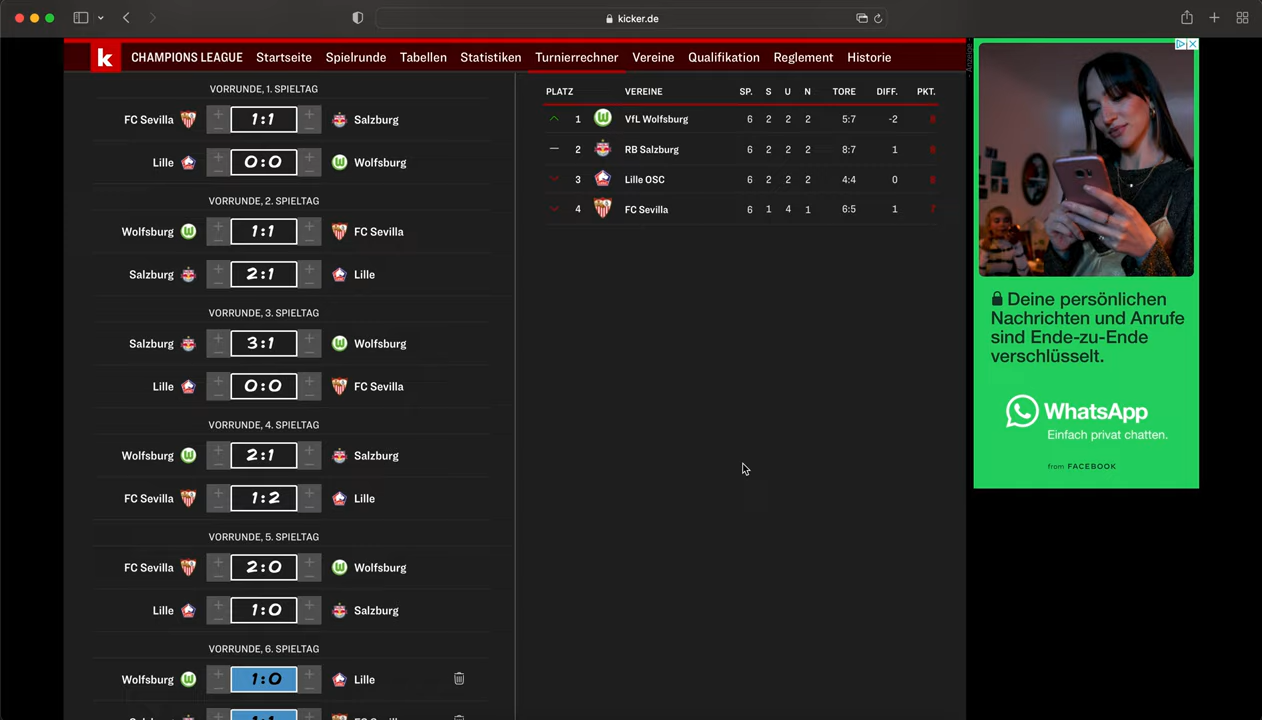 kicker.de
k CHAMPIONS LEAGUE Startseite Spielrunde Tabellen Statistiken Turnierrechner Vereine Qualifikation Reglement Historie
VORRUNDE, 1. SPIELTAG
FC Sevilla 1:1 Salzburg
Lille 0:0 Wolfsburg
VORRUNDE, 2. SPIELTAG
Wolfsburg 1:1 FC Sevilla
Salzburg 2:1 Lille
VORRUNDE, 3. SPIELTAG
Salzburg 3:1 Wolfsburg
Lille 0:0 FC Sevilla
VORRUNDE, 4. SPIELTAG
Wolfsburg 2:1 Salzburg
FC Sevilla 1:2 Lille
VORRUNDE, 5. SPIELTAG
FC Sevilla 2:0 Wolfsburg
Lille 1:0 Salzburg
VORRUNDE, 6. SPIELTAG
Wolfsburg 1:0 Lille
PLATZ VEREINE SP. S U N TORE DIFF. PKT.
1 VfL Wolfsburg 6 2 2 2 5:7 -2 8
2 RB Salzburg 6 2 2 2 8:7 1 8
3 Lille OSC 6 2 2 2 4:4 0 8
4 FC Sevilla 6 1 4 1 6:5 1 7
Anzeige
Deine persönlichen
Nachrichten und Anrufe
sind Ende-zu-Ende
verschlüsselt.
WhatsApp
Einfach privat chatten.
from FACEBOOK